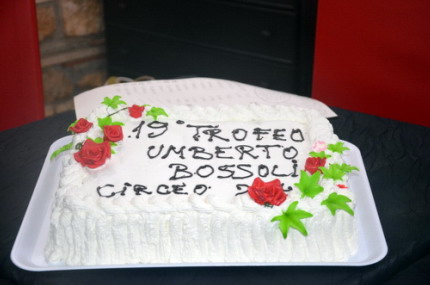 19° TROFEO
UMBERTO
BOSSOLI
CIRCEO